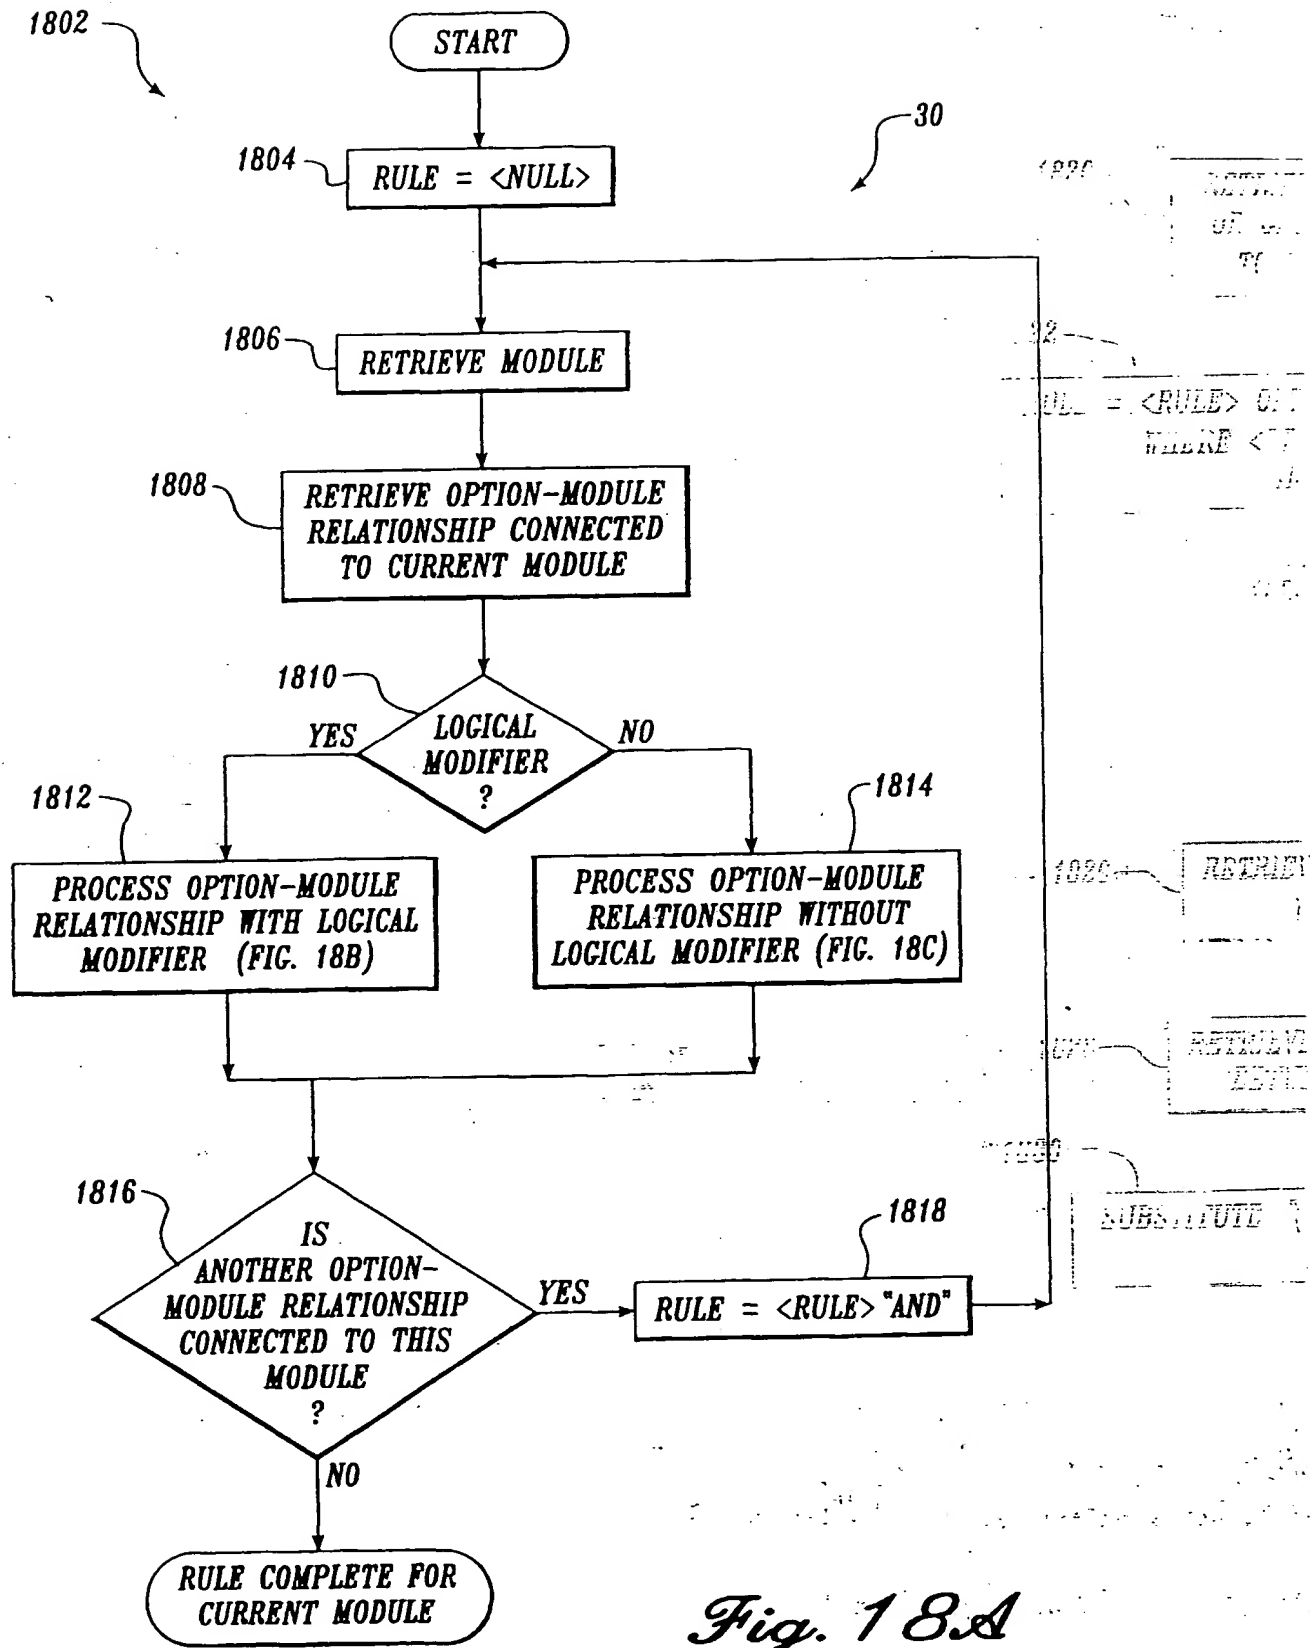 1802
START
30
1804
RULE = <NULL>
1806
RETRIEVE MODULE
<RULE>
WHERE
1808
RETRIEVE OPTION-MODULE
RELATIONSHIP CONNECTED
TO CURRENT MODULE
1810
LOGICAL
MODIFIER
?
YES
NO
1812
PROCESS OPTION-MODULE
RELATIONSHIP WITH LOGICAL
MODIFIER (FIG. 18B)
1814
PROCESS OPTION-MODULE
RELATIONSHIP WITHOUT
LOGICAL MODIFIER (FIG. 18C)
1816
IS
ANOTHER OPTION-
MODULE RELATIONSHIP
CONNECTED TO THIS
MODULE
?
YES
1818
RULE = <RULE> "AND"
NO
RULE COMPLETE FOR
CURRENT MODULE
Fig. 18A